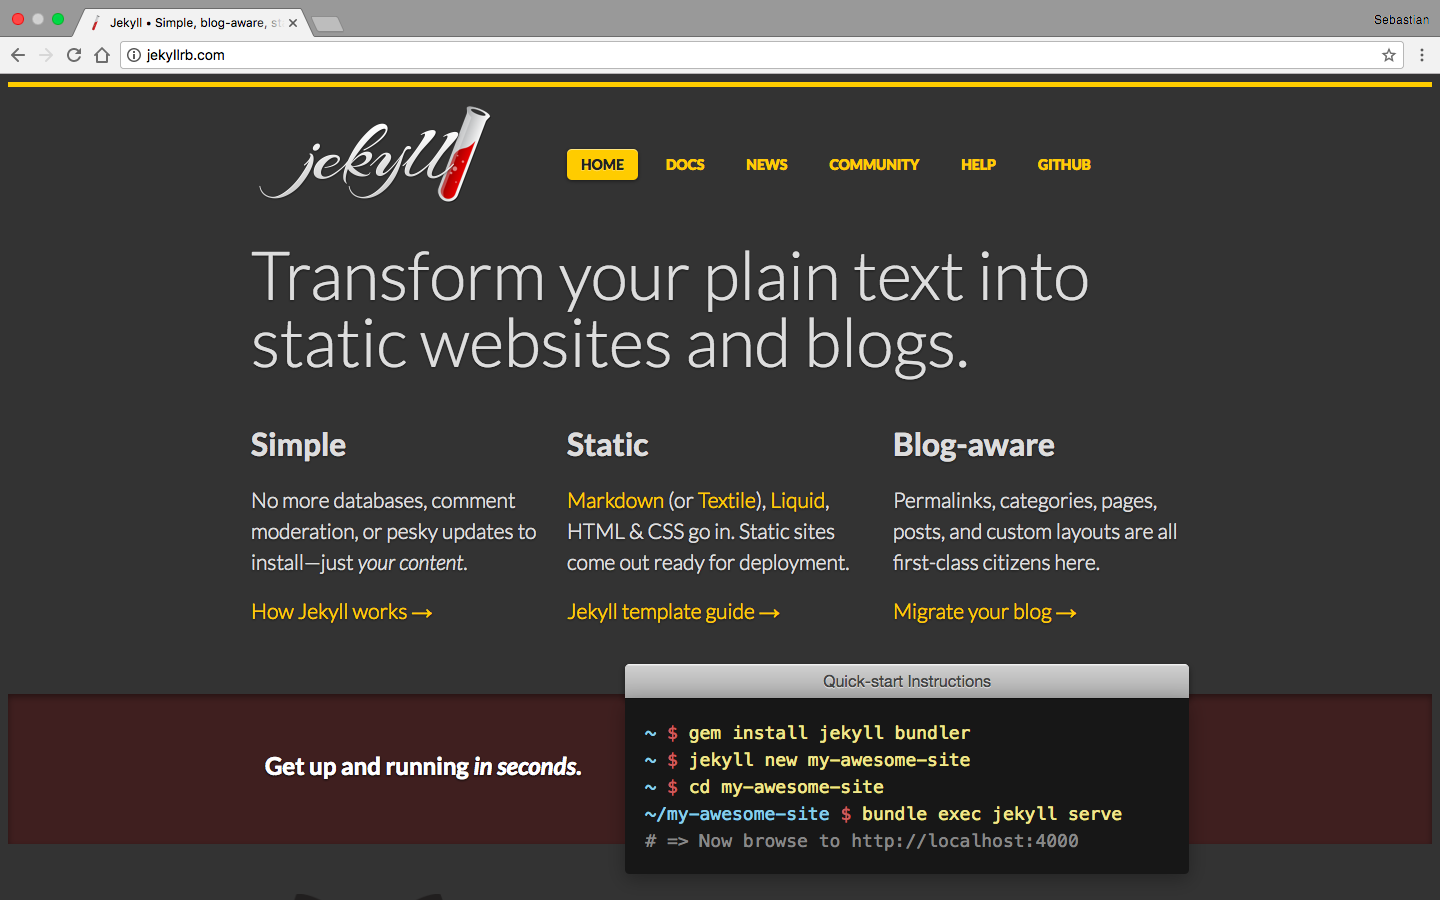 Jekyll • Simple, blog-aware, st
Sebastian
jekyllrb.com
jekyll
HOME DOCS NEWS COMMUNITY HELP GITHUB
Transform your plain text into
static websites and blogs.
Simple
No more databases, comment
moderation, or pesky updates to
install—just your content.
How Jekyll works →
Static
Markdown (or Textile), Liquid,
HTML & CSS go in. Static sites
come out ready for deployment.
Jekyll template guide →
Blog-aware
Permalinks, categories, pages,
posts, and custom layouts are all
first-class citizens here.
Migrate your blog →
Get up and running in seconds.
Quick-start Instructions
~ $ gem install jekyll bundler
~ $ jekyll new my-awesome-site
~ $ cd my-awesome-site
~/my-awesome-site $ bundle exec jekyll serve
# => Now browse to http://localhost:4000